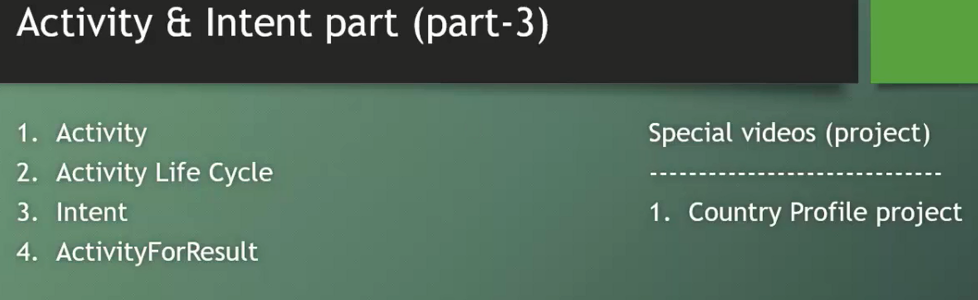 Activity & Intent part (part-3)
1. Activity
2. Activity Life Cycle
3. Intent
4. ActivityForResult
Special videos (project)
------------------------------
1. Country Profile project